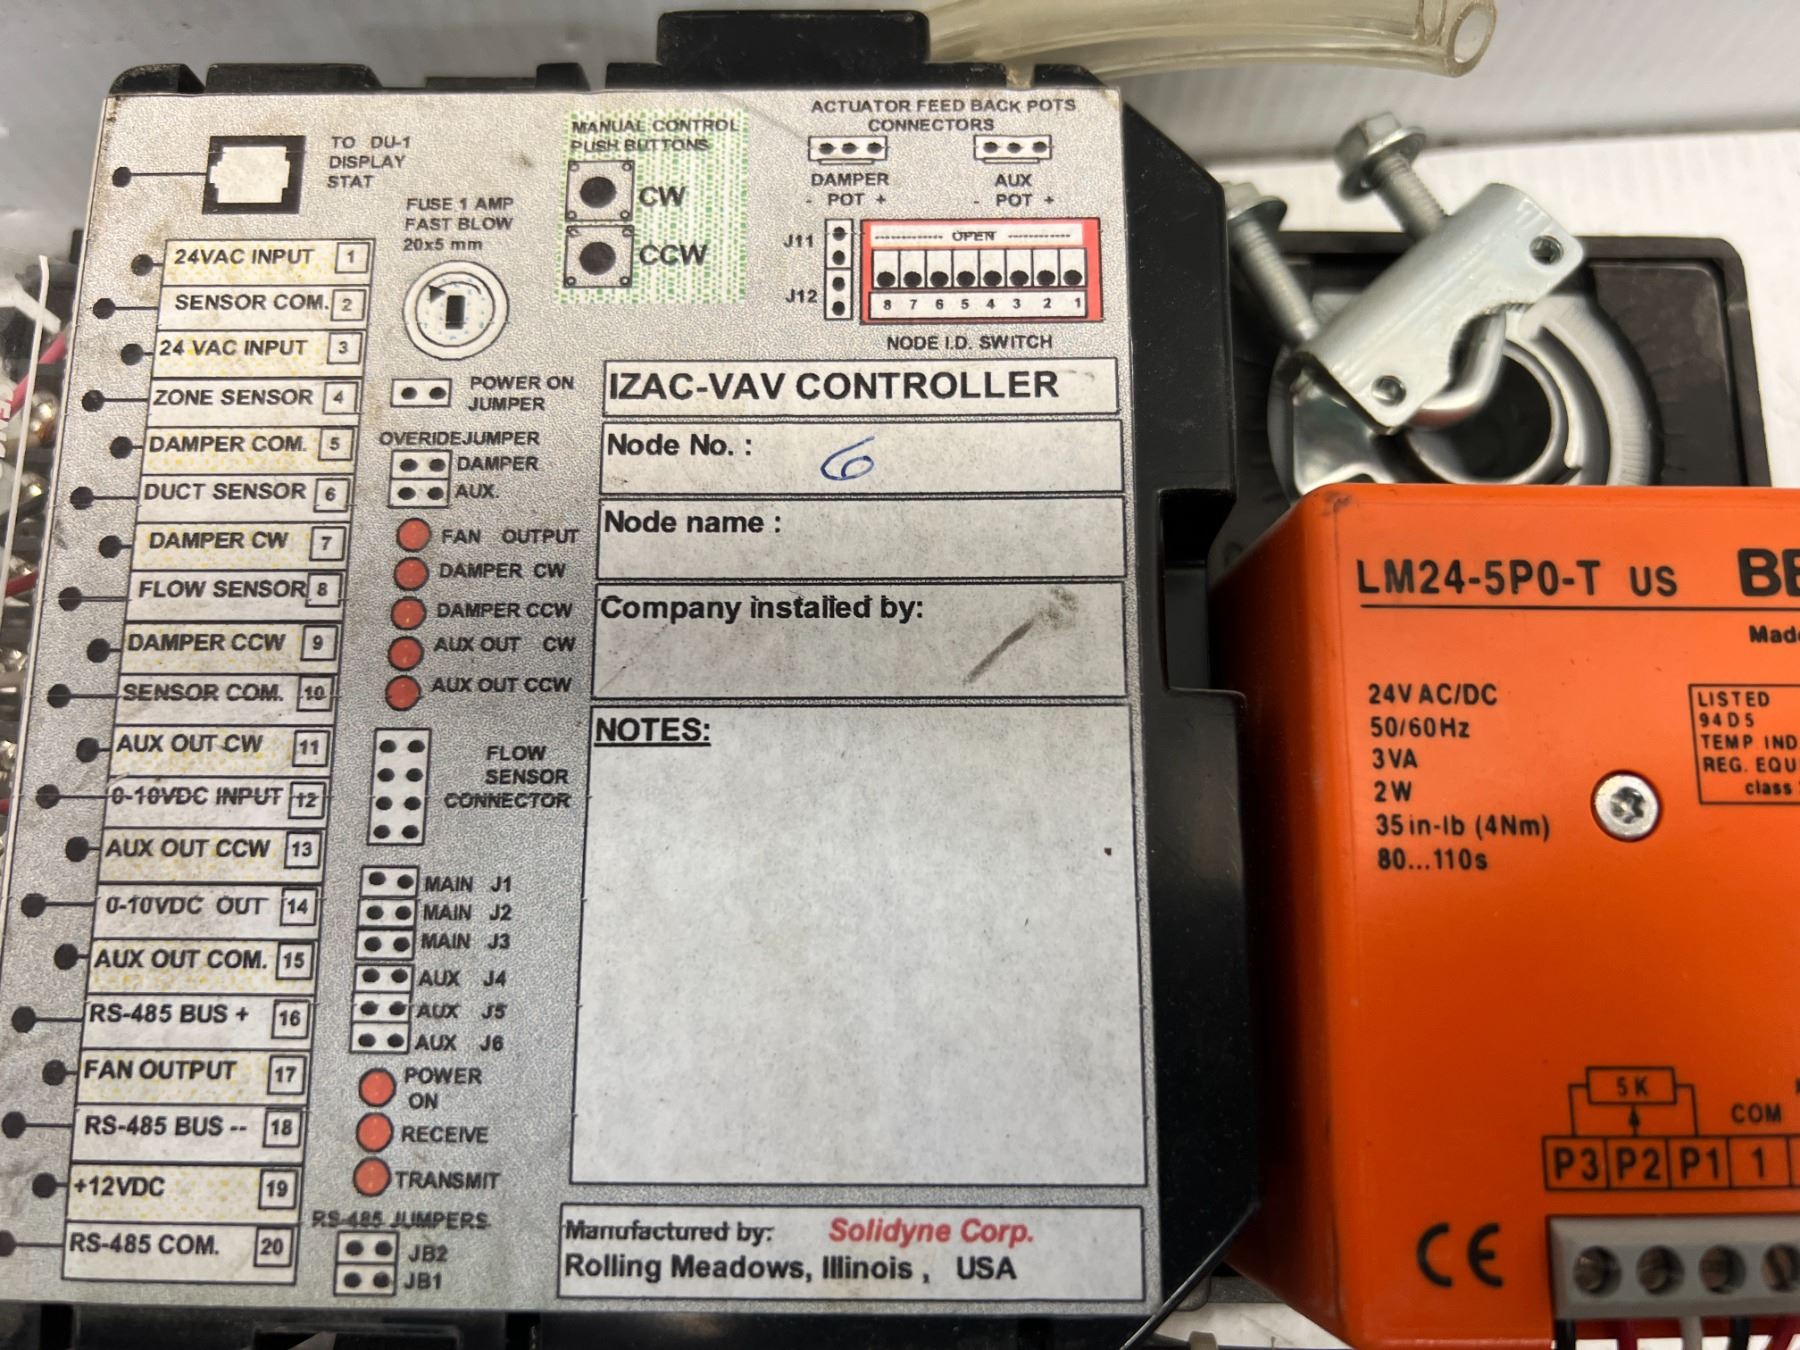 TO DU-1
DISPLAY
STAT
FUSE 1 AMP
FAST BLOW
20x5 mm
MANUAL CONTROL
PUSH BUTTONS
CW
CCW
ACTUATOR FEED BACK POTS
CONNECTORS
DAMPER
- POT +
AUX
- POT +
J11
J12
OPEN
8 7 6 5 4 3 2 1
NODE I.D. SWITCH
24VAC INPUT 1
SENSOR COM. 2
24 VAC INPUT 3
ZONE SENSOR 4
DAMPER COM. 5
DUCT SENSOR 6
DAMPER CW 7
FLOW SENSOR 8
DAMPER CCW 9
SENSOR COM. 10
AUX OUT CW 11
0-10VDC INPUT 12
AUX OUT CCW 13
0-10VDC OUT 14
AUX OUT COM. 15
RS-485 BUS + 16
FAN OUTPUT 17
RS-485 BUS -- 18
+12VDC 19
RS-485 COM. 20
POWER ON
JUMPER
OVERIDEJUMPER
DAMPER
AUX.
FAN OUTPUT
DAMPER CW
DAMPER CCW
AUX OUT CW
AUX OUT CCW
FLOW
SENSOR
CONNECTOR
MAIN J1
MAIN J2
MAIN J3
AUX J4
AUX J5
AUX J6
POWER
ON
RECEIVE
TRANSMIT
RS-485 JUMPERS
JB2
JB1
IZAC-VAV CONTROLLER
Node No. : 6
Node name :
Company installed by:
NOTES:
Manufactured by: Solidyne Corp.
Rolling Meadows, Illinois , USA
LM24-5P0-T US
BE
Made
24V AC/DC
50/60Hz
3VA
2W
35 in-lb (4Nm)
80...110s
LISTED
94D5
TEMP. IND.
REG. EQU
class
5 K
COM
P3 P2 P1 1
CE